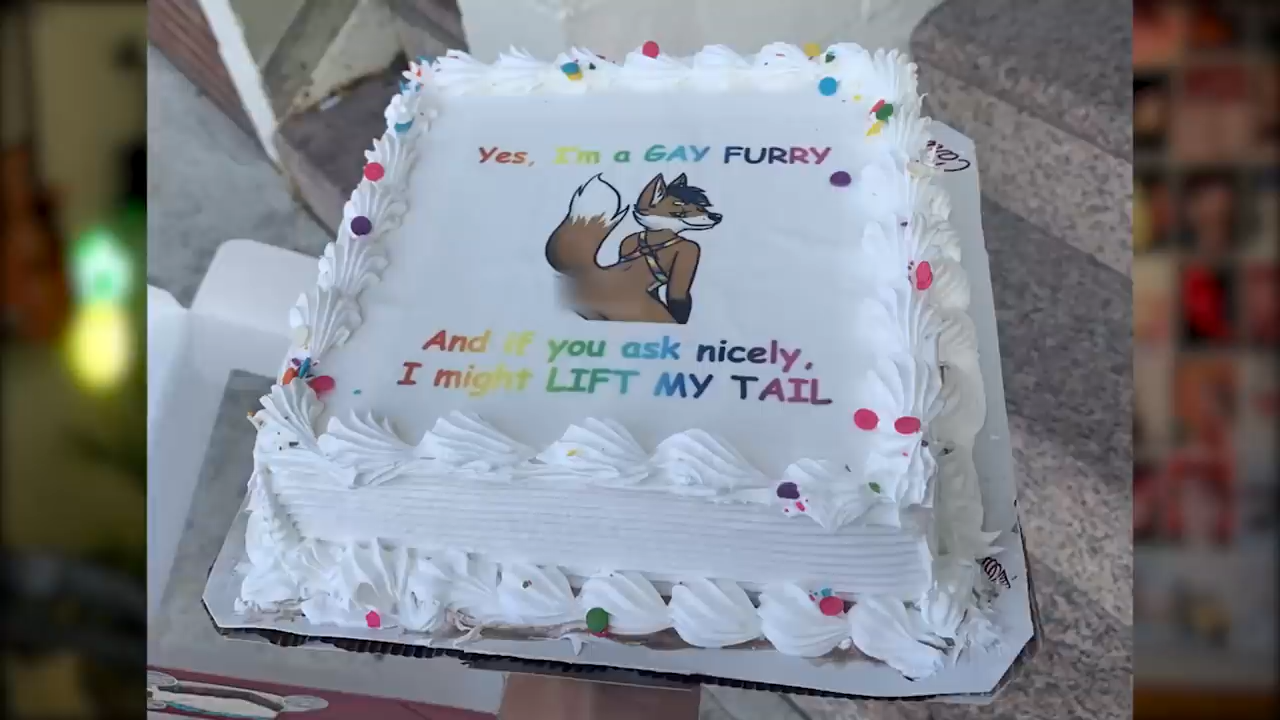 Yes, I'm a GAY FURRY
And if you ask nicely,
I might LIFT MY TAIL